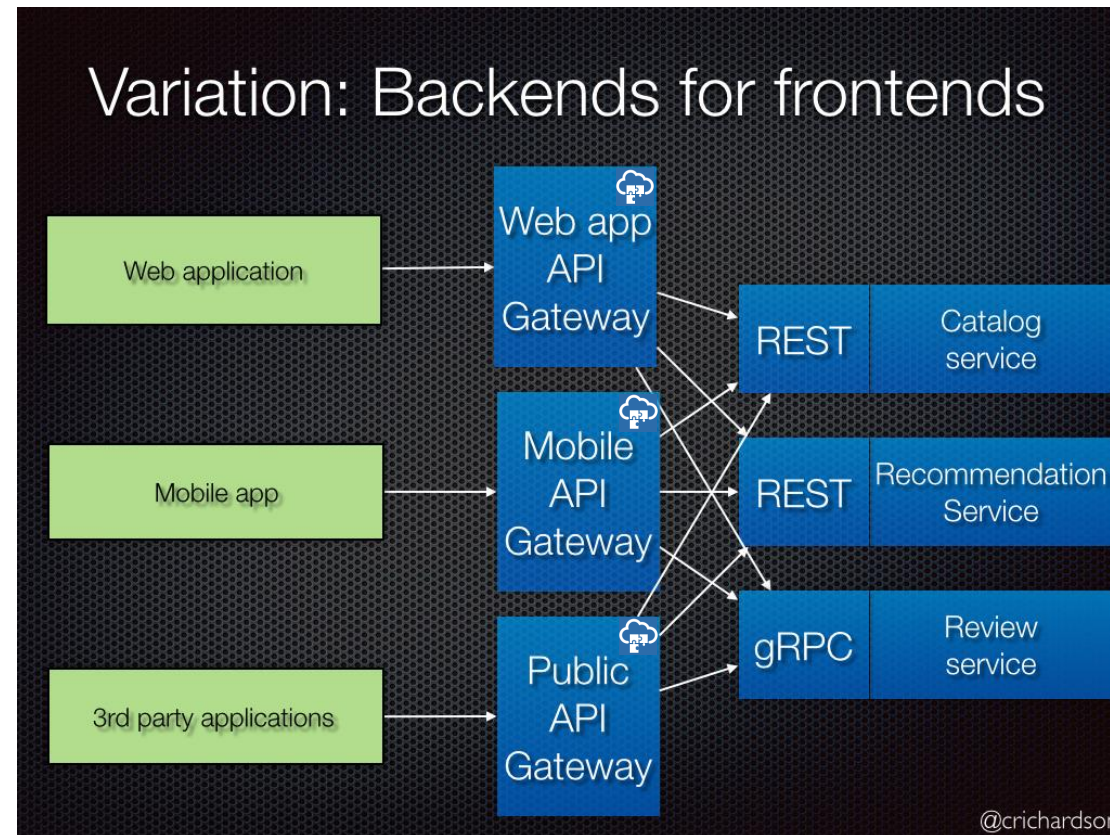 Variation: Backends for frontends
Web application
Web app
API
Gateway
REST
Catalog
service
Mobile app
Mobile
API
Gateway
REST
Recommendation
Service
3rd party applications
Public
API
Gateway
gRPC
Review
service
@crichardson